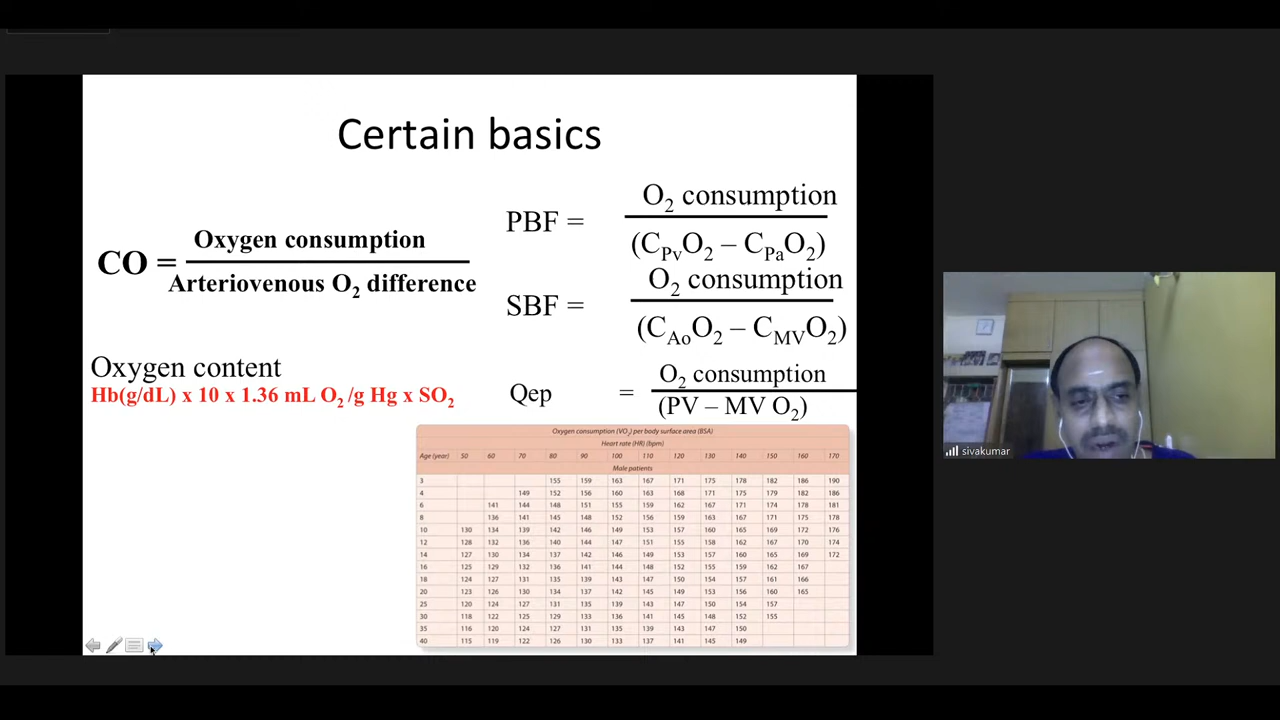 Certain basics
CO = Oxygen consumption
Arteriovenous O2 difference
Oxygen content
Hb(g/dL) x 10 x 1.36 mL O2 /g Hg x SO2
PBF = O2 consumption
(CPvO2 – CPaO2)
SBF = O2 consumption
(CAoO2 – CMVO2)
Qep = O2 consumption
(PV – MV O2)
Oxygen consumption (VO2) per body surface area (BSA)
Heart rate (HR) (bpm)
Age (year) 50 60 70 80 90 100 110 120 130 140 150 160 170
Male patients
3 155 159 163 167 171 175 178 182 186 190
4 149 152 156 160 163 168 171 175 179 182 186
6 141 144 148 151 155 159 162 167 171 174 178 181
8 136 141 145 148 152 156 159 163 167 171 175 178
10 130 134 139 142 146 149 153 157 160 165 169 172 176
12 128 132 136 140 144 147 151 155 158 162 167 170 174
14 127 130 134 137 142 146 149 153 157 160 165 169 172
16 125 129 132 136 141 144 148 152 155 159 162 167
18 124 127 131 135 139 143 147 150 154 157 161 166
20 123 126 130 134 137 142 145 149 153 156 160 165
25 120 124 127 131 135 139 143 147 150 154 157
30 118 122 125 129 133 136 141 145 148 152 155
35 116 120 124 127 131 135 139 143 147 150
40 115 119 122 126 130 133 137 141 145 149
sivakumar